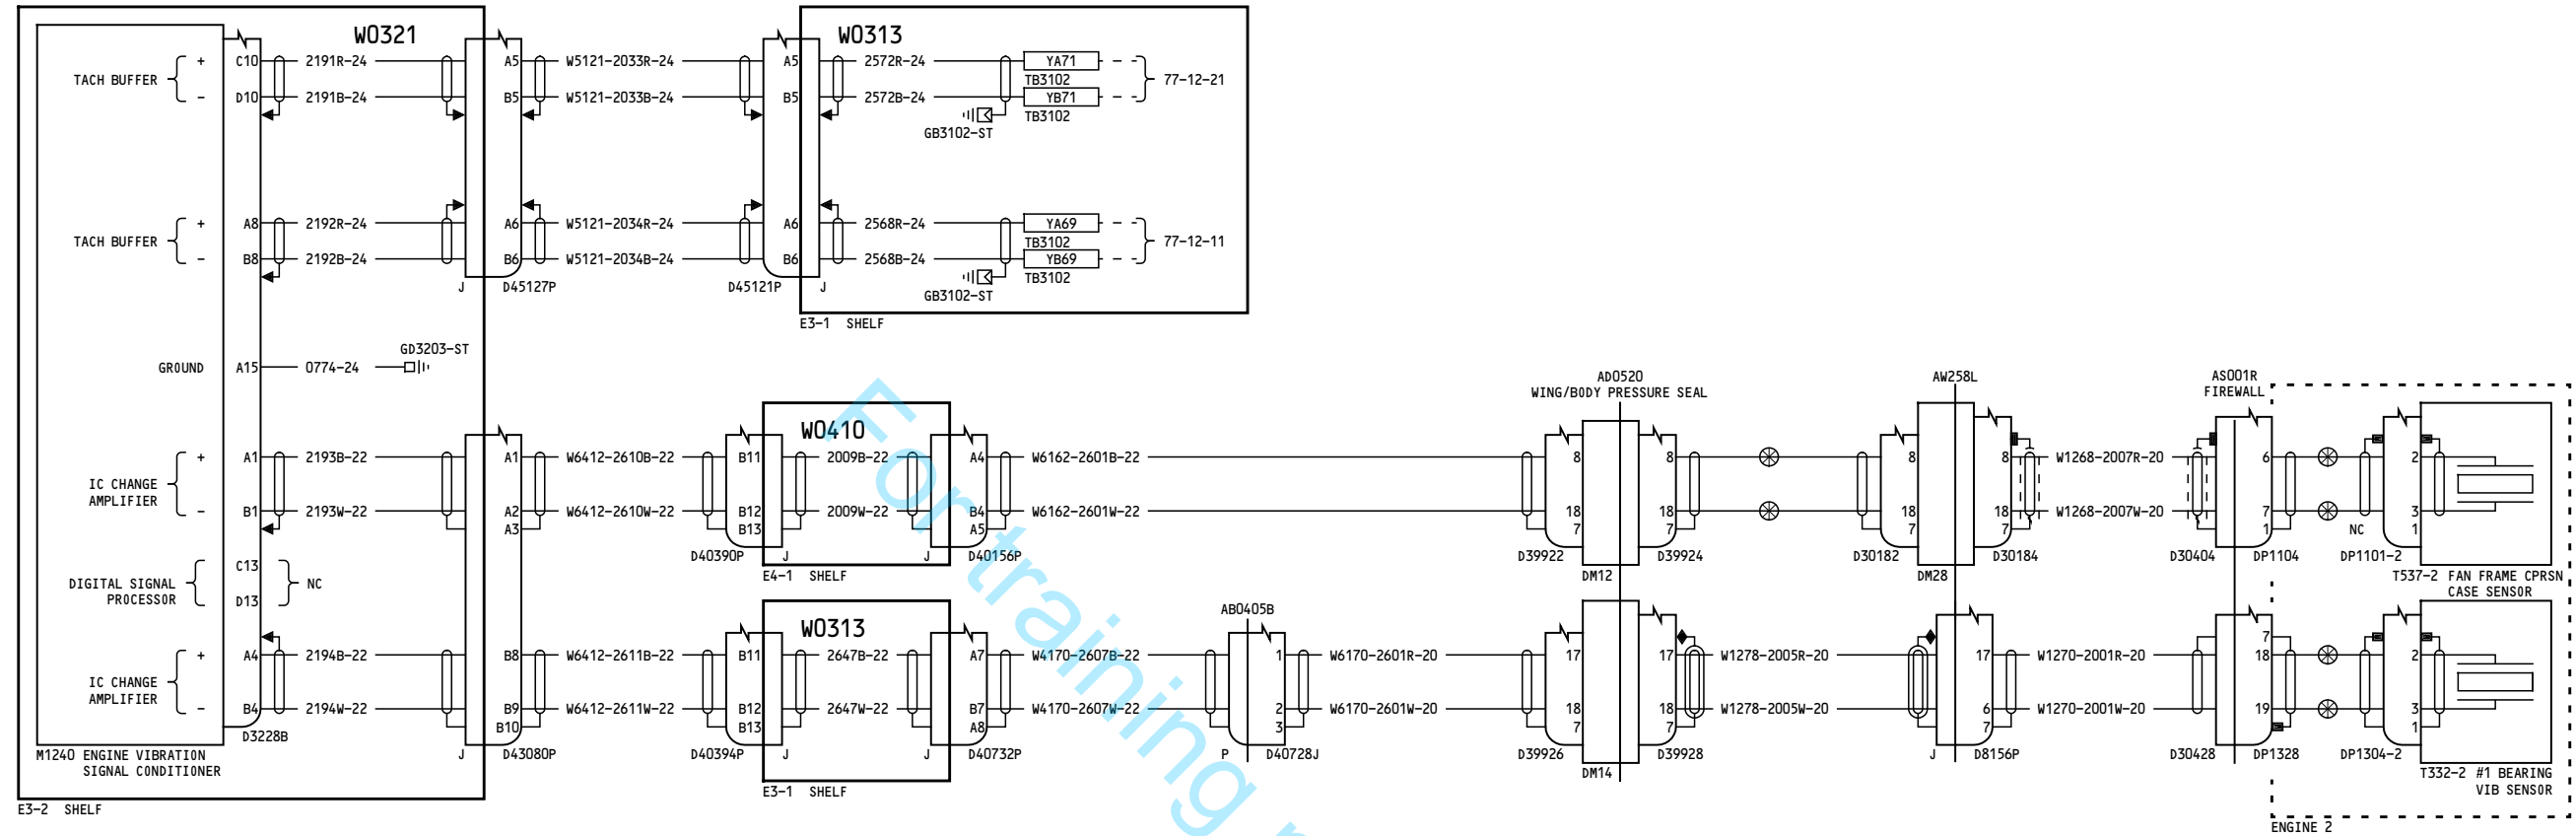 W0321
W0313
TACH BUFFER
+
C10
2191R-24
A5
W5121-2033R-24
A5
2572R-24
YA71
TB3102
77-12-21
-
D10
2191B-24
B5
W5121-2033B-24
B5
2572B-24
YB71
TB3102
GB3102-ST
TACH BUFFER
+
A8
2192R-24
A6
W5121-2034R-24
A6
2568R-24
YA69
TB3102
77-12-11
-
B8
2192B-24
B6
W5121-2034B-24
B6
2568B-24
YB69
TB3102
GB3102-ST
J
D45127P
D45121P
J
E3-1 SHELF
GROUND
A15
0774-24
GD3203-ST
AD0520
WING/BODY PRESSURE SEAL
AW258L
AS001R
FIREWALL
W0410
IC CHANGE
AMPLIFIER
+
A1
2193B-22
A1
W6412-2610B-22
B11
2009B-22
A4
W6162-2601B-22
8
8
8
8
W1268-2007R-20
6
2
-
B1
2193W-22
A2
W6412-2610W-22
B12
2009W-22
B4
W6162-2601W-22
18
18
18
18
W1268-2007W-20
7
3
A3
B13
A5
7
7
7
7
1
NC
1
D40390P
J
J
D40156P
D39922
D39924
D30182
D30184
D30404
DP1104
DP1101-2
E4-1 SHELF
DM12
DM28
T537-2 FAN FRAME CPRSN
CASE SENSOR
DIGITAL SIGNAL
PROCESSOR
C13
D13
NC
W0313
AB0405B
IC CHANGE
AMPLIFIER
+
A4
2194B-22
B8
W6412-2611B-22
B11
2647B-22
A7
W4170-2607B-22
1
W6170-2601R-20
17
17
W1278-2005R-20
17
W1270-2001R-20
7
18
2
-
B4
2194W-22
B9
W6412-2611W-22
B12
2647W-22
B7
W4170-2607W-22
2
W6170-2601W-20
18
18
W1278-2005W-20
6
W1270-2001W-20
19
3
B10
B13
A8
3
7
7
7
1
D3228B
J
D43080P
D40394P
J
J
D40732P
P
D40728J
D39926
D39928
J
D8156P
D30428
DP1328
DP1304-2
M1240 ENGINE VIBRATION
SIGNAL CONDITIONER
E3-1 SHELF
DM14
T332-2 #1 BEARING
VIB SENSOR
E3-2 SHELF
ENGINE 2
For training